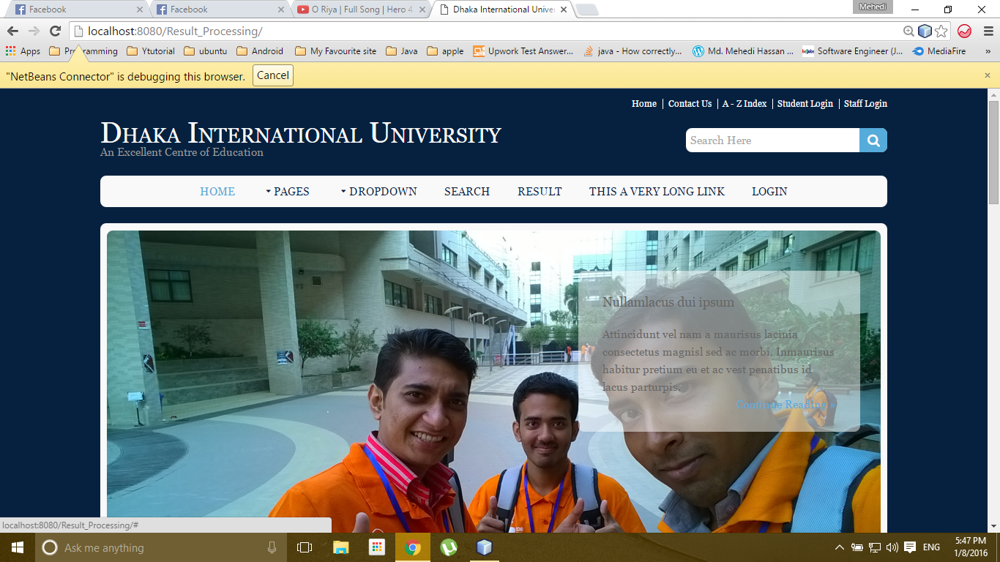 Facebook
Facebook
O Riya | Full Song | Hero 4
Dhaka International Univer
Mehedi
localhost:8080/Result_Processing/
Apps
Programming
Ytutorial
ubuntu
Android
My Favourite site
Java
apple
Upwork Test Answer...
java - How correctly...
Md. Mehedi Hassan ...
Software Engineer (J...
MediaFire
»
"NetBeans Connector" is debugging this browser.
Cancel
Home | Contact Us | A - Z Index | Student Login | Staff Login
Dhaka International University
An Excellent Centre of Education
Search Here
HOME
PAGES
DROPDOWN
SEARCH
RESULT
THIS A VERY LONG LINK
LOGIN
Nullamlacus dui ipsum
Attincidunt vel nam a maurisus lacinia
consectetus magnisl sed ac morbi. Inmaurisus
habitur pretium eu et ac vest penatibus id
lacus parturpis.
Continue Reading »
localhost:8080/Result_Processing/#
Ask me anything
ENG
5:47 PM
1/8/2016